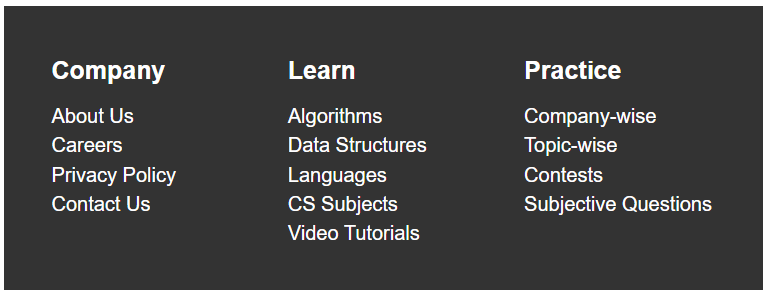 Company
About Us
Careers
Privacy Policy
Contact Us
Learn
Algorithms
Data Structures
Languages
CS Subjects
Video Tutorials
Practice
Company-wise
Topic-wise
Contests
Subjective Questions